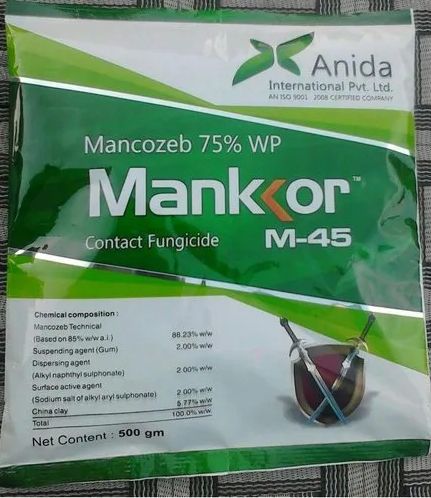 Anida
International Pvt. Ltd.
AN ISO 9001 2008 CERTIFIED COMPANY
Mancozeb 75% WP
Mankkor™
Contact Fungicide M-45
Chemical composition :
Mancozeb Technical
(Based on 85% w/w a.i.) 88.23% w/w
Suspending agent (Gum) 2.00% w/w
Dispersing agent
(Alkyl naphthyl sulphonate) 2.00% w/w
Surface active agent
(Sodium salt of alkyl aryl sulphonate) 2.00% w/w
China clay 5.77% w/w
Total 100.0% w/w
Net Content : 500 gm